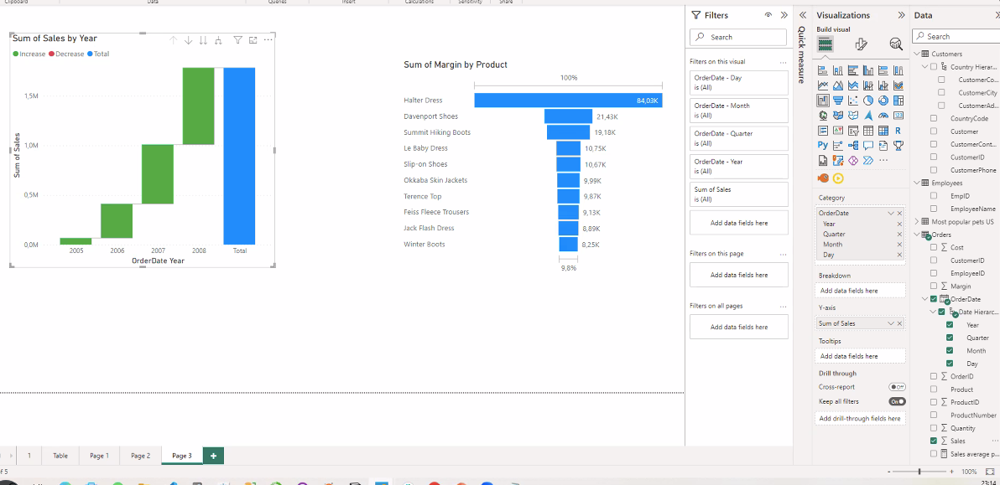 Clipboard
Data
Queries
Insert
Calculations
Sensitivity
Share
Sum of Sales by Year
Increase Decrease Total
1,5M
1,0M
0,5M
0,0M
Sum of Sales
2005 2006 2007 2008 Total
OrderDate Year
Sum of Margin by Product
100%
Halter Dress 84,03K
Davenport Shoes 21,43K
Summit Hiking Boots 19,18K
Le Baby Dress 10,75K
Slip-on Shoes 10,67K
Okkaba Skin Jackets 9,99K
Terence Top 9,87K
Feiss Fleece Trousers 9,13K
Jack Flash Dress 8,89K
Winter Boots 8,25K
9,8%
Filters
Search
Filters on this visual ...
OrderDate - Day
is (All)
OrderDate - Month
is (All)
OrderDate - Quarter
is (All)
OrderDate - Year
is (All)
Sum of Sales
is (All)
Add data fields here
Filters on this page ...
Add data fields here
Filters on all pages ...
Add data fields here
Quick measure
Visualizations
Build visual
123
R
Py
...
Category
OrderDate
Year
Quarter
Month
Day
Breakdown
Add data fields here
Y-axis
Sum of Sales
Tooltips
Add data fields here
Drill through
Cross-report Off
Keep all filters On
Add drill-through fields here
Data
Search
Customers
Country Hierar...
CustomerCo...
CustomerCity
CustomerAd...
CountryCode
Customer
CustomerCont...
CustomerID
CustomerPhone
Employees
EmpID
EmployeeName
Most popular pets US
Orders
Cost
CustomerID
EmployeeID
Margin
OrderDate
Date Hierarc...
Year
Quarter
Month
Day
OrderID
Product
ProductID
ProductNumber
Quantity
Sales ...
Sales average p...
1 Table Page 1 Page 2 Page 3 +
of 5
- + 100%
23:14